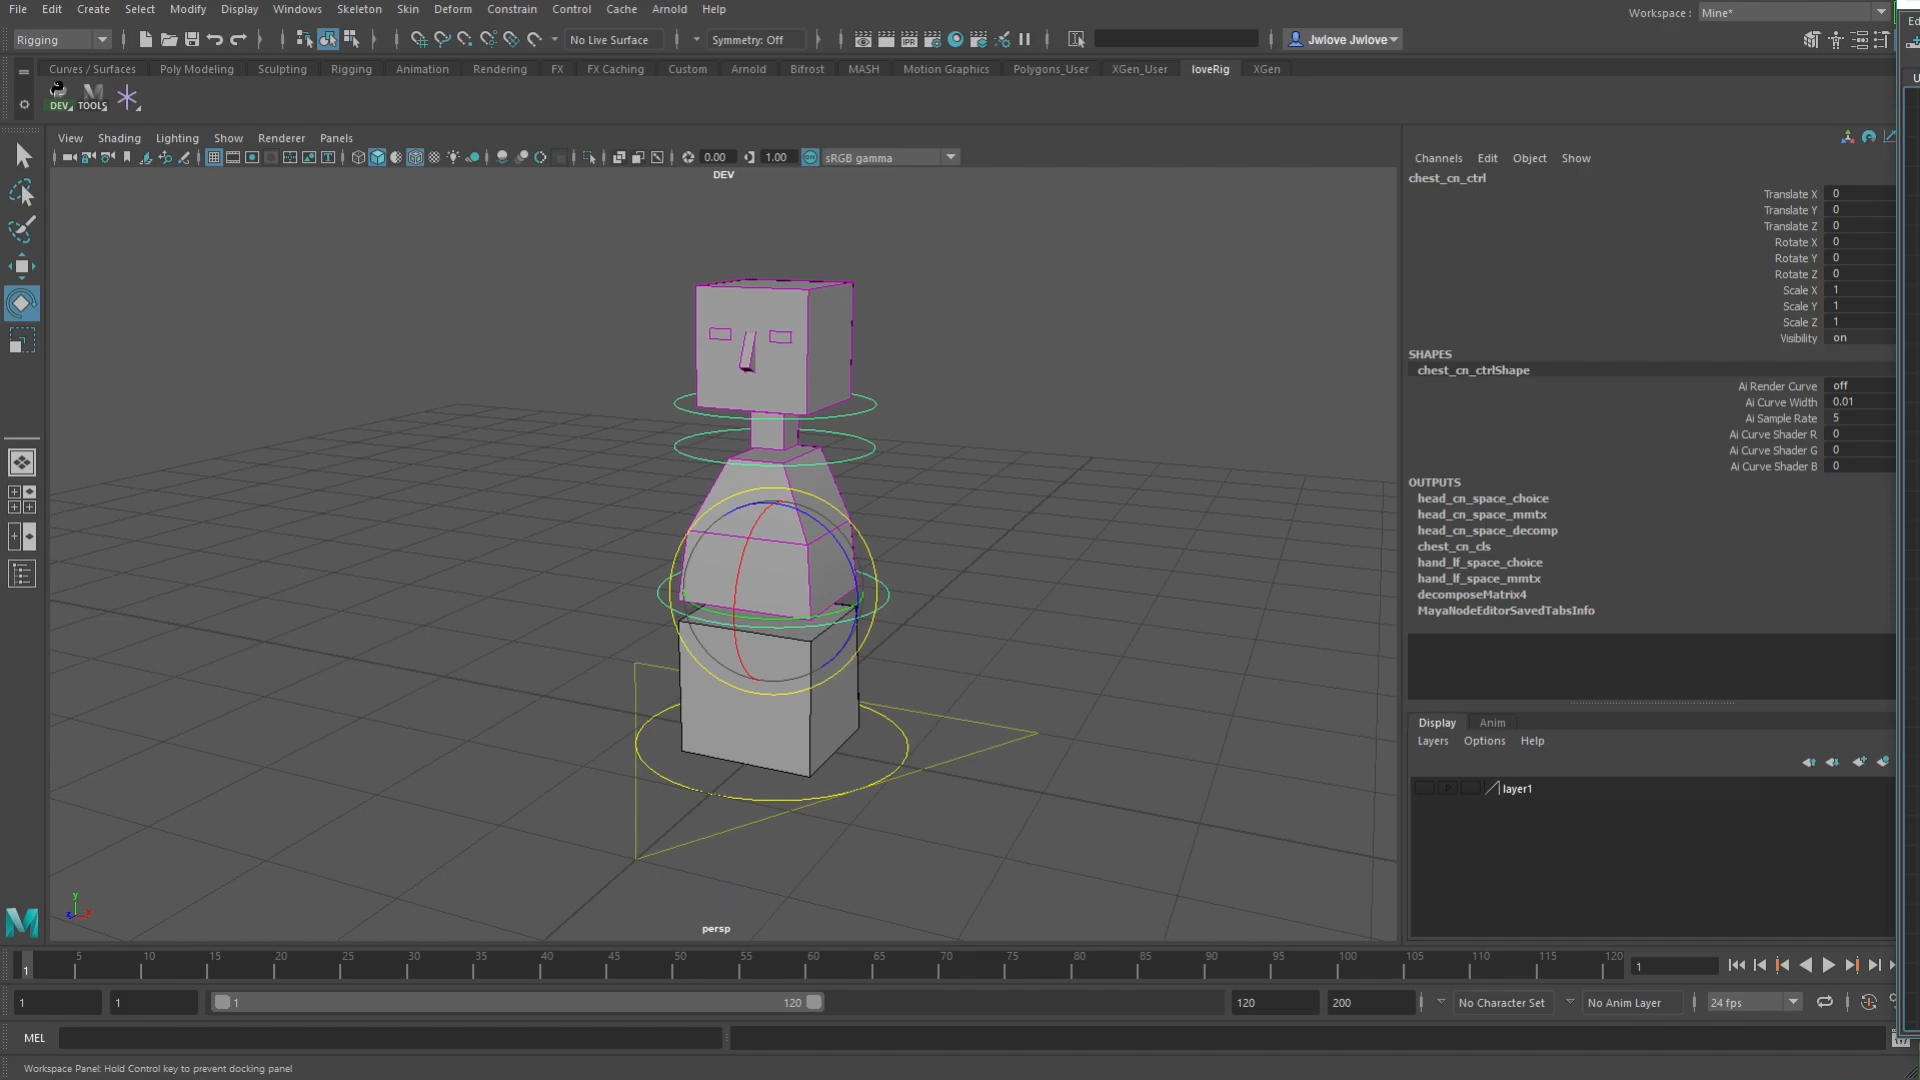 File Edit Create Select Modify Display Windows Skeleton Skin Deform Constrain Control Cache Arnold Help
Workspace : Mine*
Rigging
No Live Surface
Symmetry: Off
Jwlove Jwlove
Curves / Surfaces Poly Modeling Sculpting Rigging Animation Rendering FX FX Caching Custom Arnold Bifrost MASH Motion Graphics Polygons_User XGen_User loveRig XGen
DEV TOOLS
View Shading Lighting Show Renderer Panels
0.00 1.00 sRGB gamma
DEV
Channels Edit Object Show
chest_cn_ctrl
Translate X 0
Translate Y 0
Translate Z 0
Rotate X 0
Rotate Y 0
Rotate Z 0
Scale X 1
Scale Y 1
Scale Z 1
Visibility on
SHAPES
chest_cn_ctrlShape
Ai Render Curve off
Ai Curve Width 0.01
Ai Sample Rate 5
Ai Curve Shader R 0
Ai Curve Shader G 0
Ai Curve Shader B 0
OUTPUTS
head_cn_space_choice
head_cn_space_mmtx
head_cn_space_decomp
chest_cn_cls
hand_lf_space_choice
hand_lf_space_mmtx
decomposeMatrix4
MayaNodeEditorSavedTabsInfo
Display Anim
Layers Options Help
P layer1
y
z x
persp
1 5 10 15 20 25 30 35 40 45 50 55 60 65 70 75 80 85 90 95 100 105 110 115 120
1
1 1 1 120 120 200 No Character Set No Anim Layer 24 fps
MEL
Workspace Panel: Hold Control key to prevent docking panel